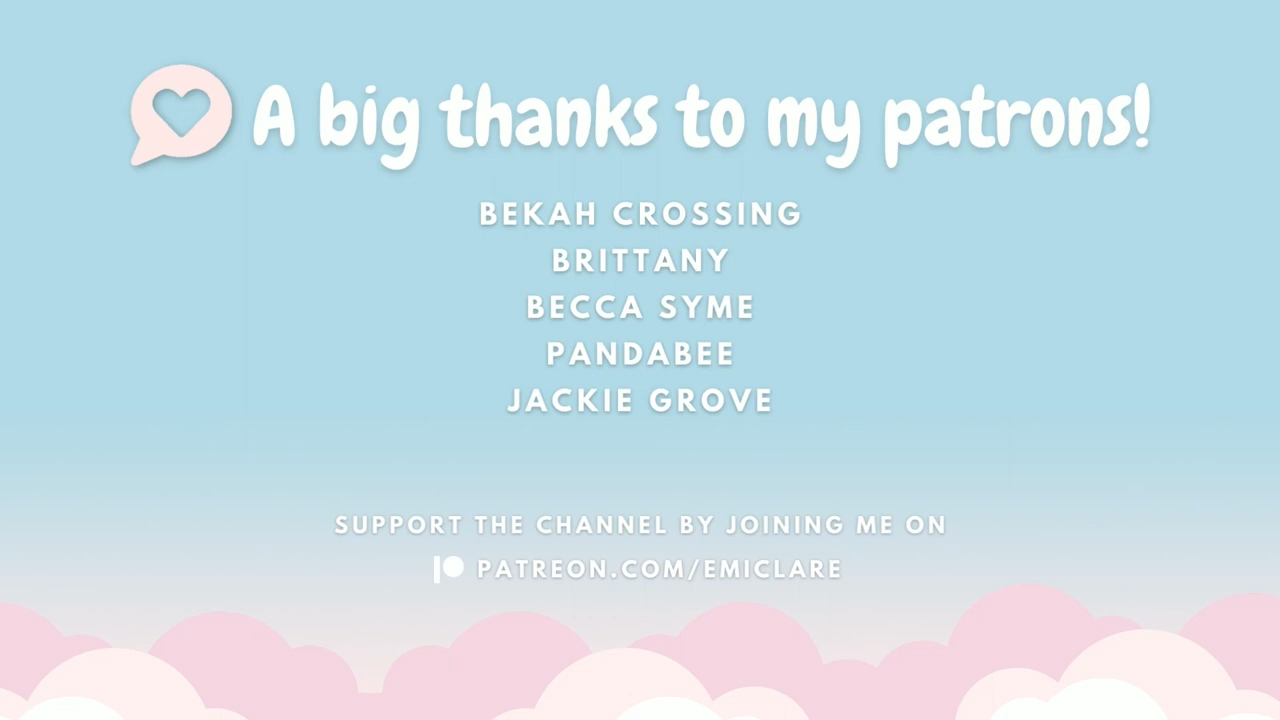 A big thanks to my patrons!
BEKAH CROSSING
BRITTANY
BECCA SYME
PANDABEE
JACKIE GROVE
SUPPORT THE CHANNEL BY JOINING ME ON
PATREON.COM/EMICLARE